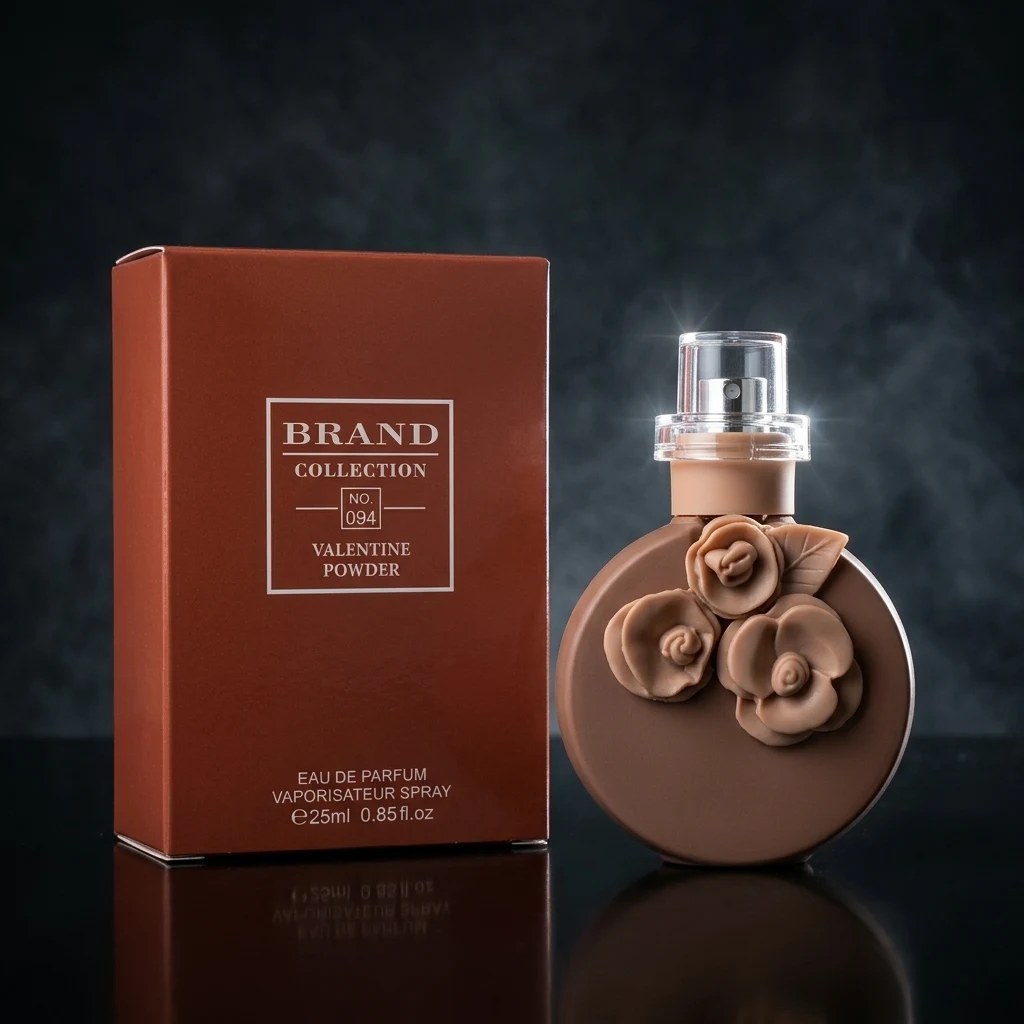 BRAND
COLLECTION
NO.
094
VALENTINE
POWDER
EAU DE PARFUM
VAPORISATEUR SPRAY
℮25ml 0.85fl.oz